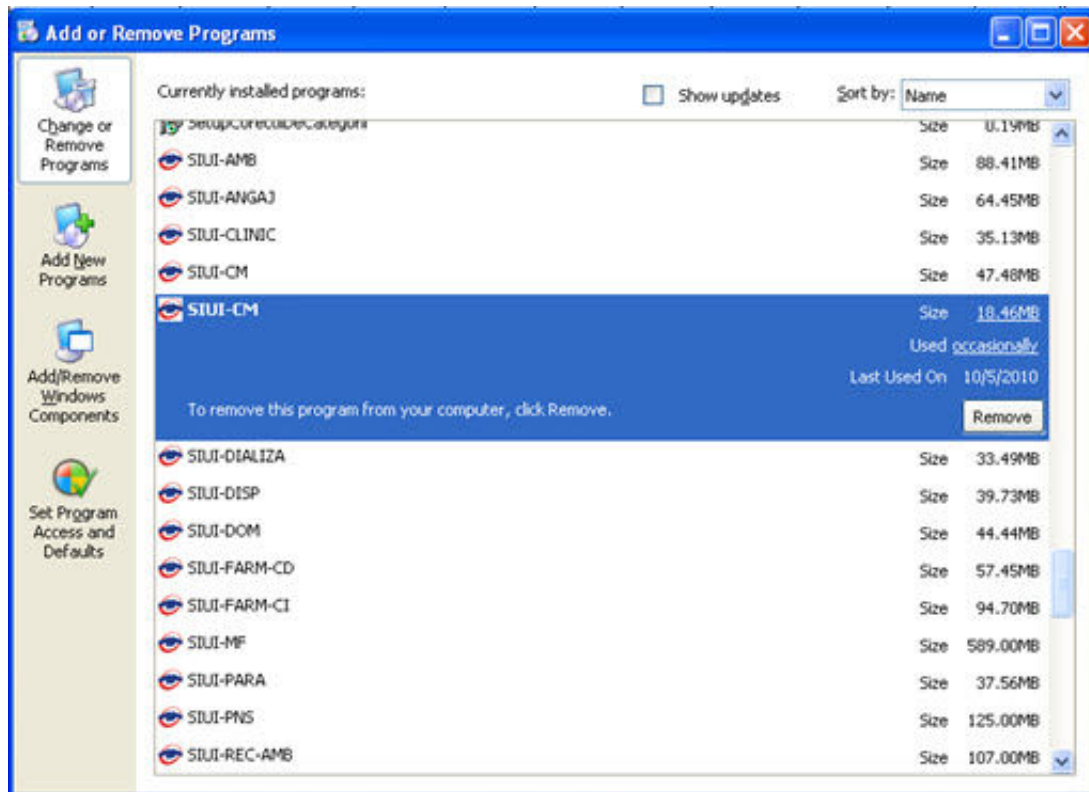 Add or Remove Programs
Change or
Remove
Programs
Add New
Programs
Add/Remove
Windows
Components
Set Program
Access and
Defaults
Currently installed programs:
Show updates
Sort by: Name
Size 0.19MB
SIUI-AMB Size 88.41MB
SIUI-ANGAJ Size 64.45MB
SIUI-CLINIC Size 35.13MB
SIUI-CM Size 47.48MB
SIUI-CM Size 18.46MB
Used occasionally
Last Used On 10/5/2010
To remove this program from your computer, click Remove.
Remove
SIUI-DIALIZA Size 33.49MB
SIUI-DISP Size 39.73MB
SIUI-DOM Size 44.44MB
SIUI-FARM-CD Size 57.45MB
SIUI-FARM-CI Size 94.70MB
SIUI-MF Size 589.00MB
SIUI-PARA Size 37.56MB
SIUI-PNS Size 125.00MB
SIUI-REC-AMB Size 107.00MB